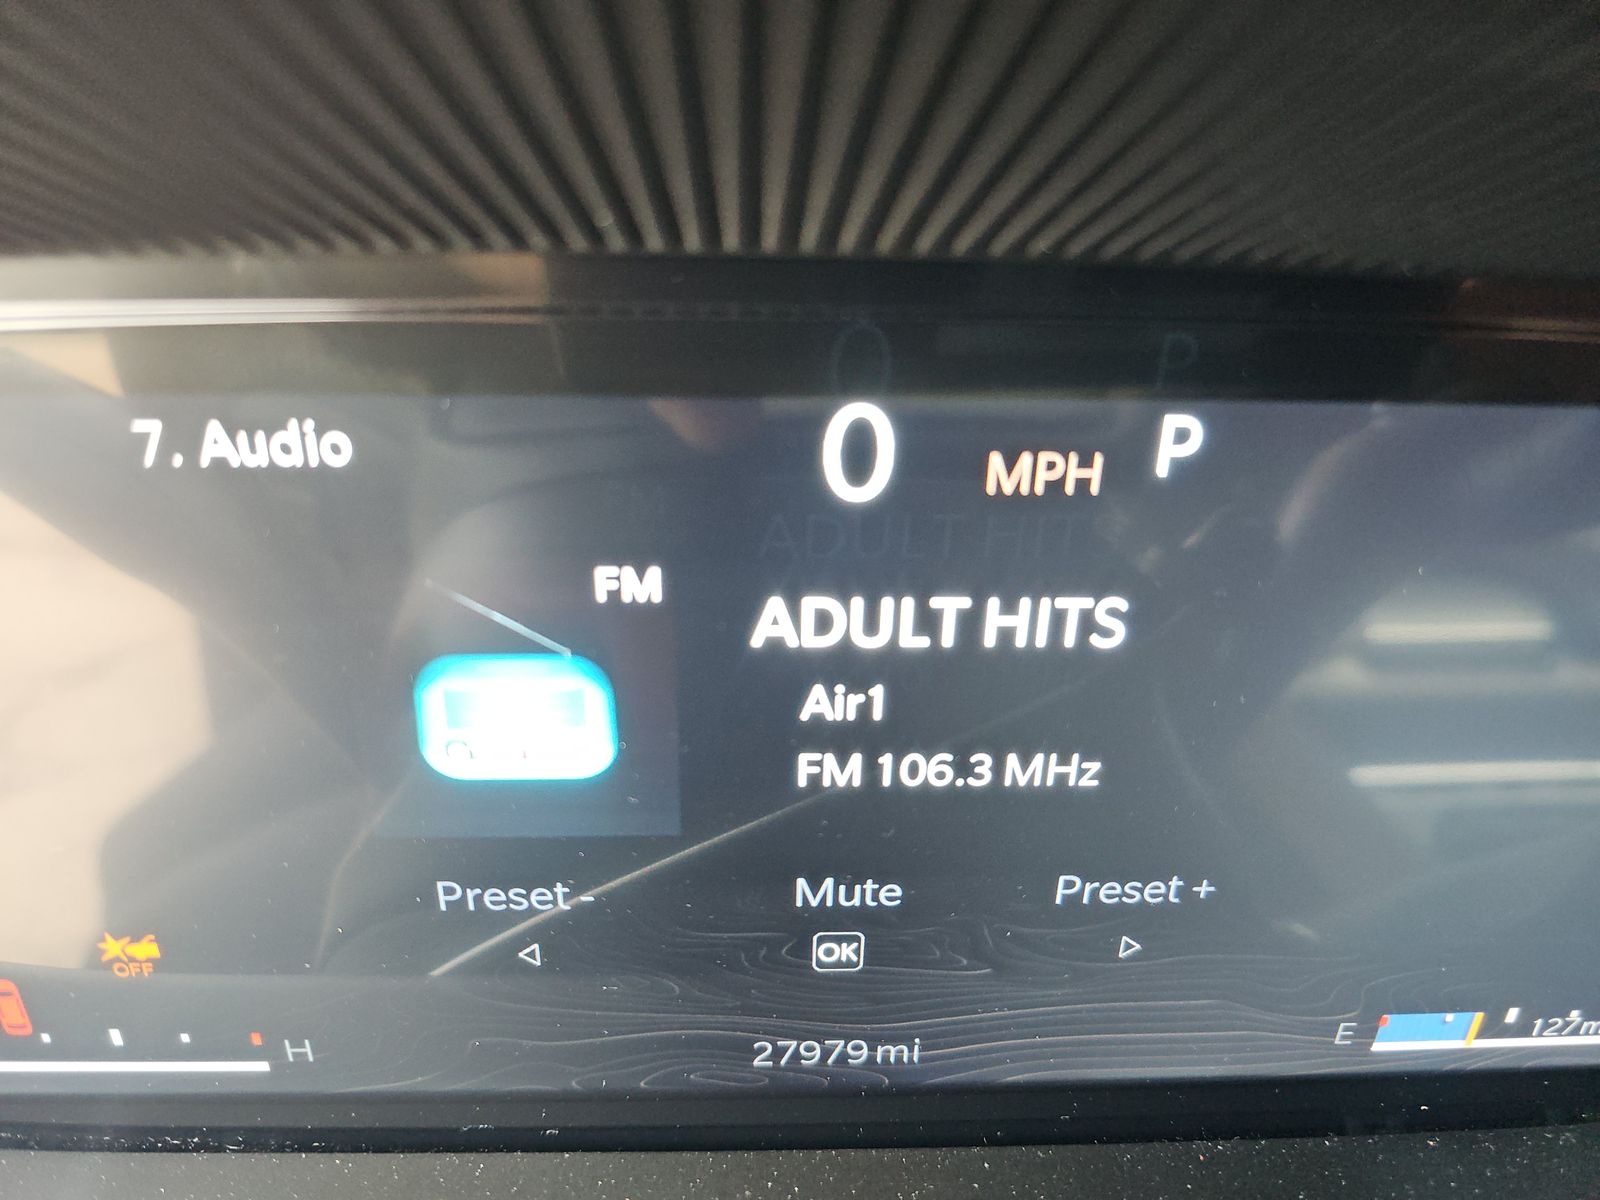 7. Audio
0 MPH P
FM
ADULT HITS
Air1
FM 106.3 MHz
Preset - Mute Preset +
OK
OFF
H
27979 mi
E